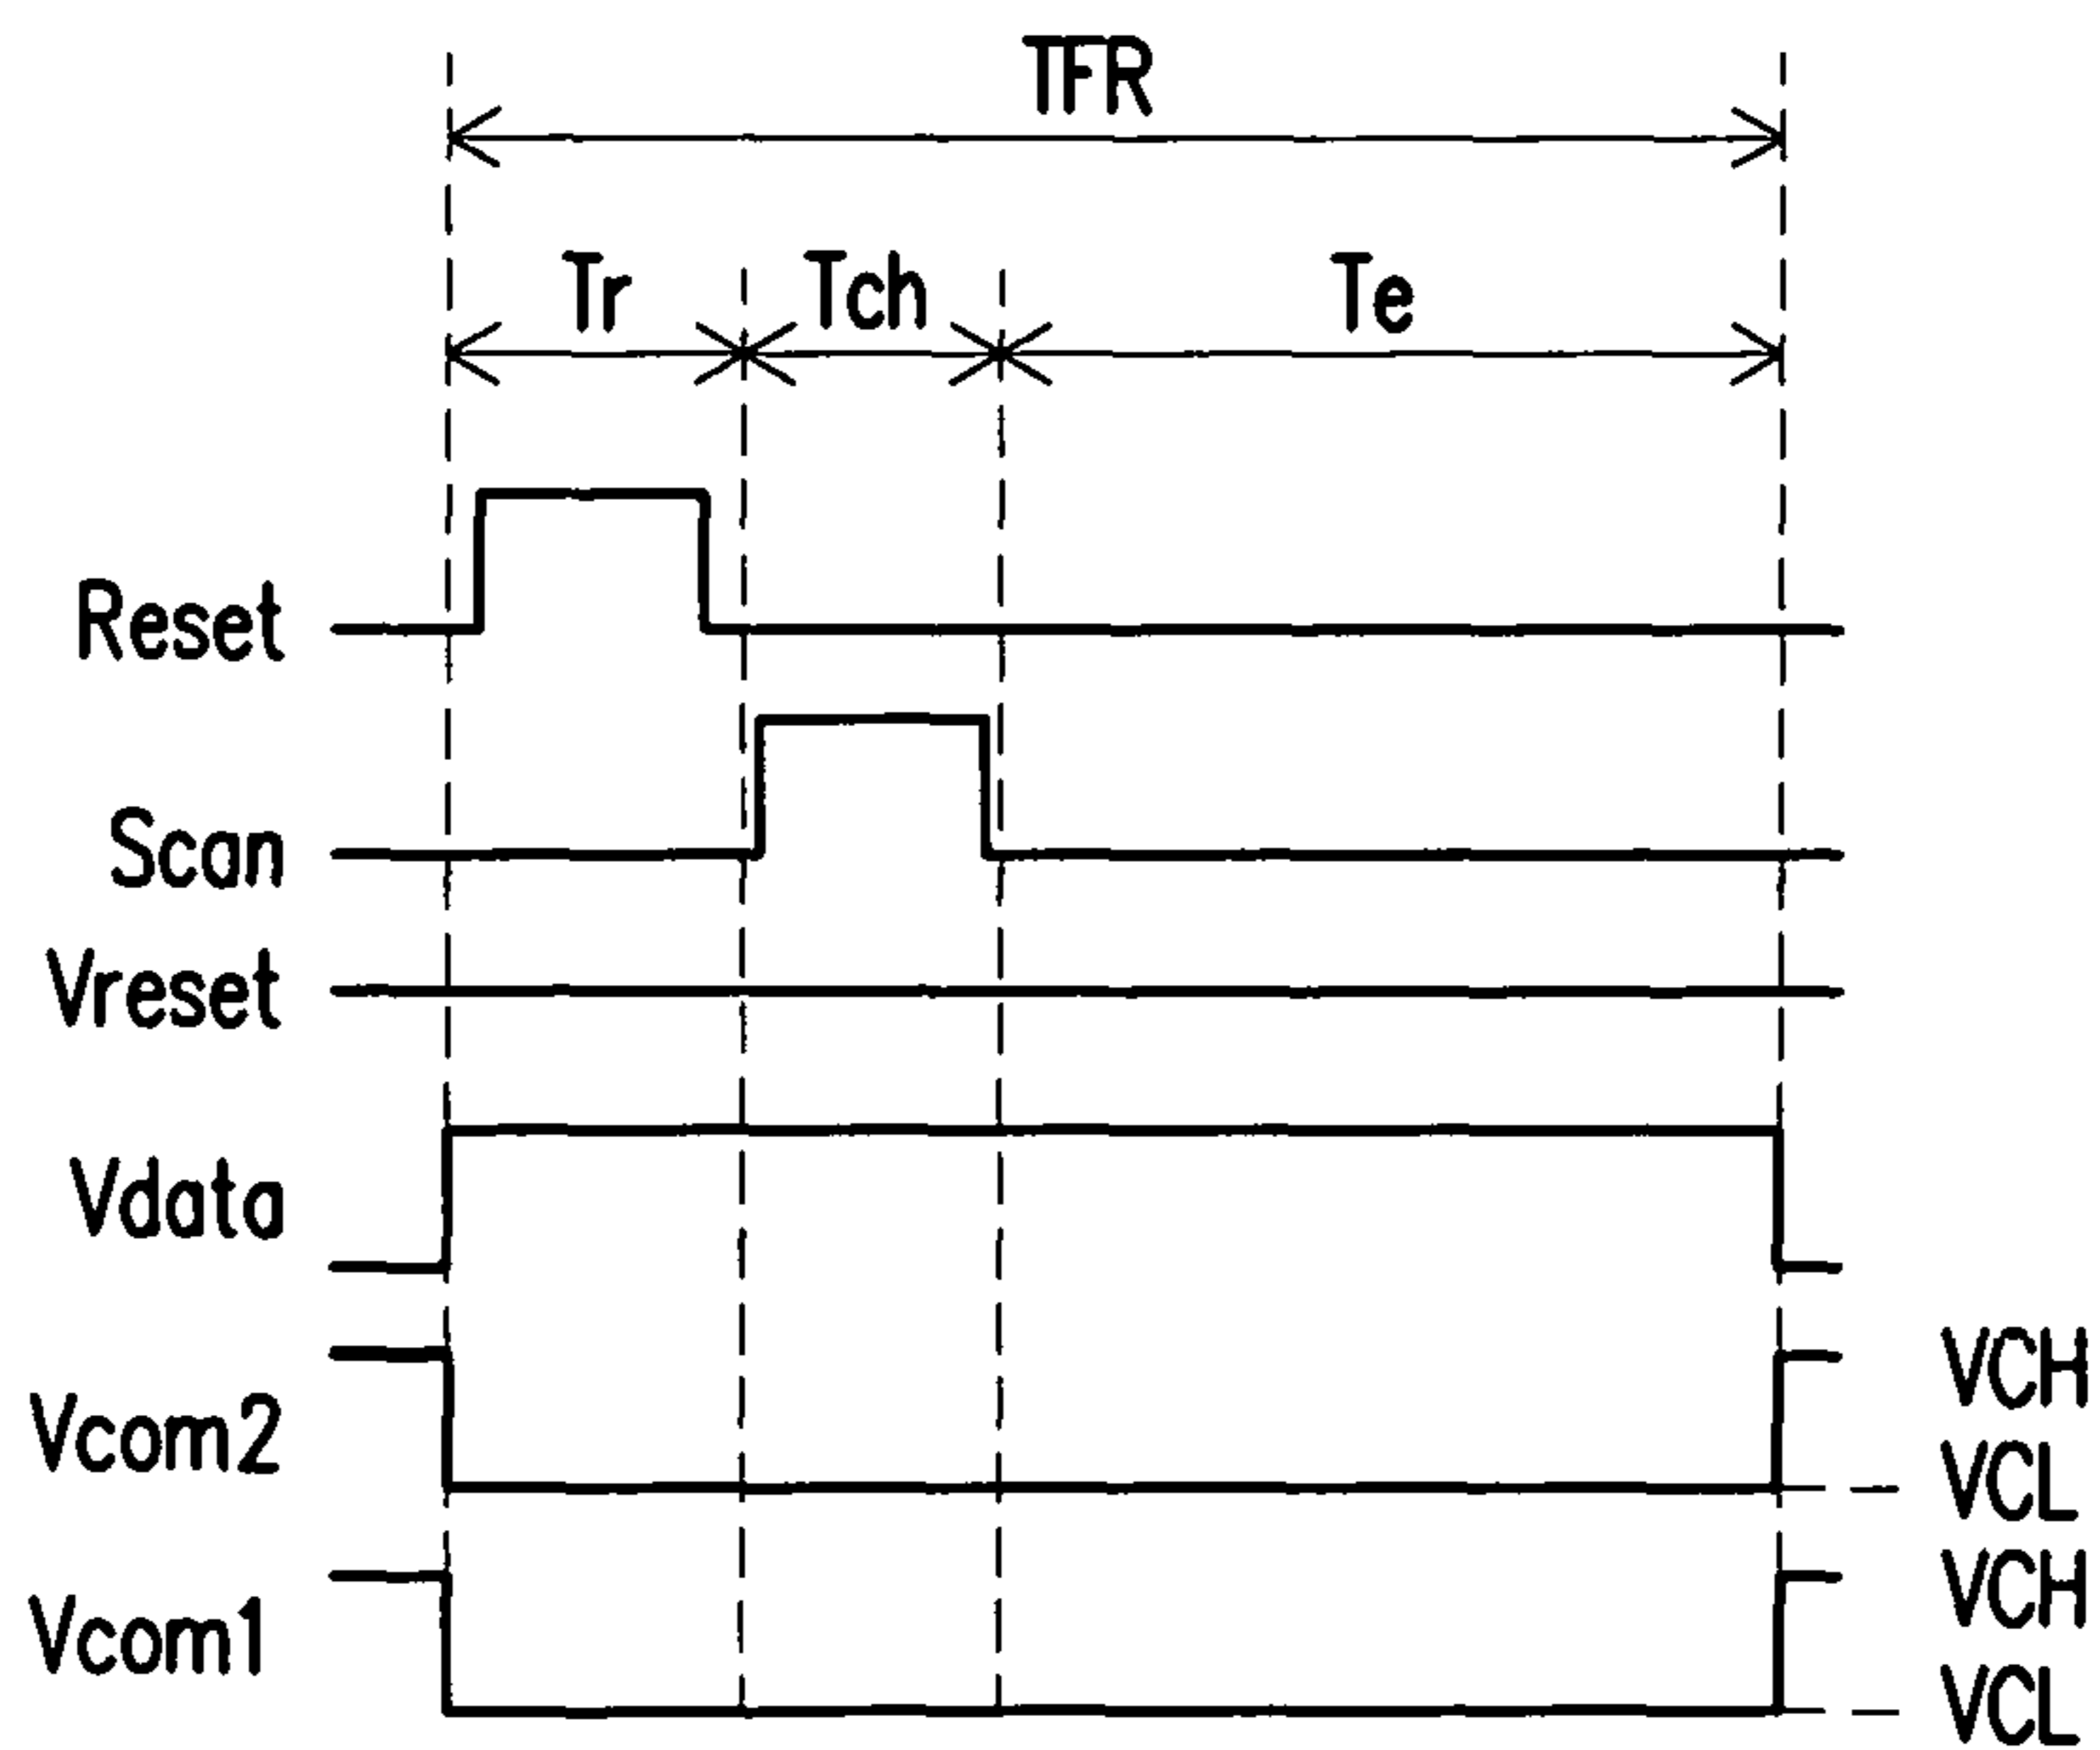 TFR
Tr Tch Te
Reset
Scan
Vreset
Vdata
VCH
Vcom2
VCL
VCH
Vcom1
VCL